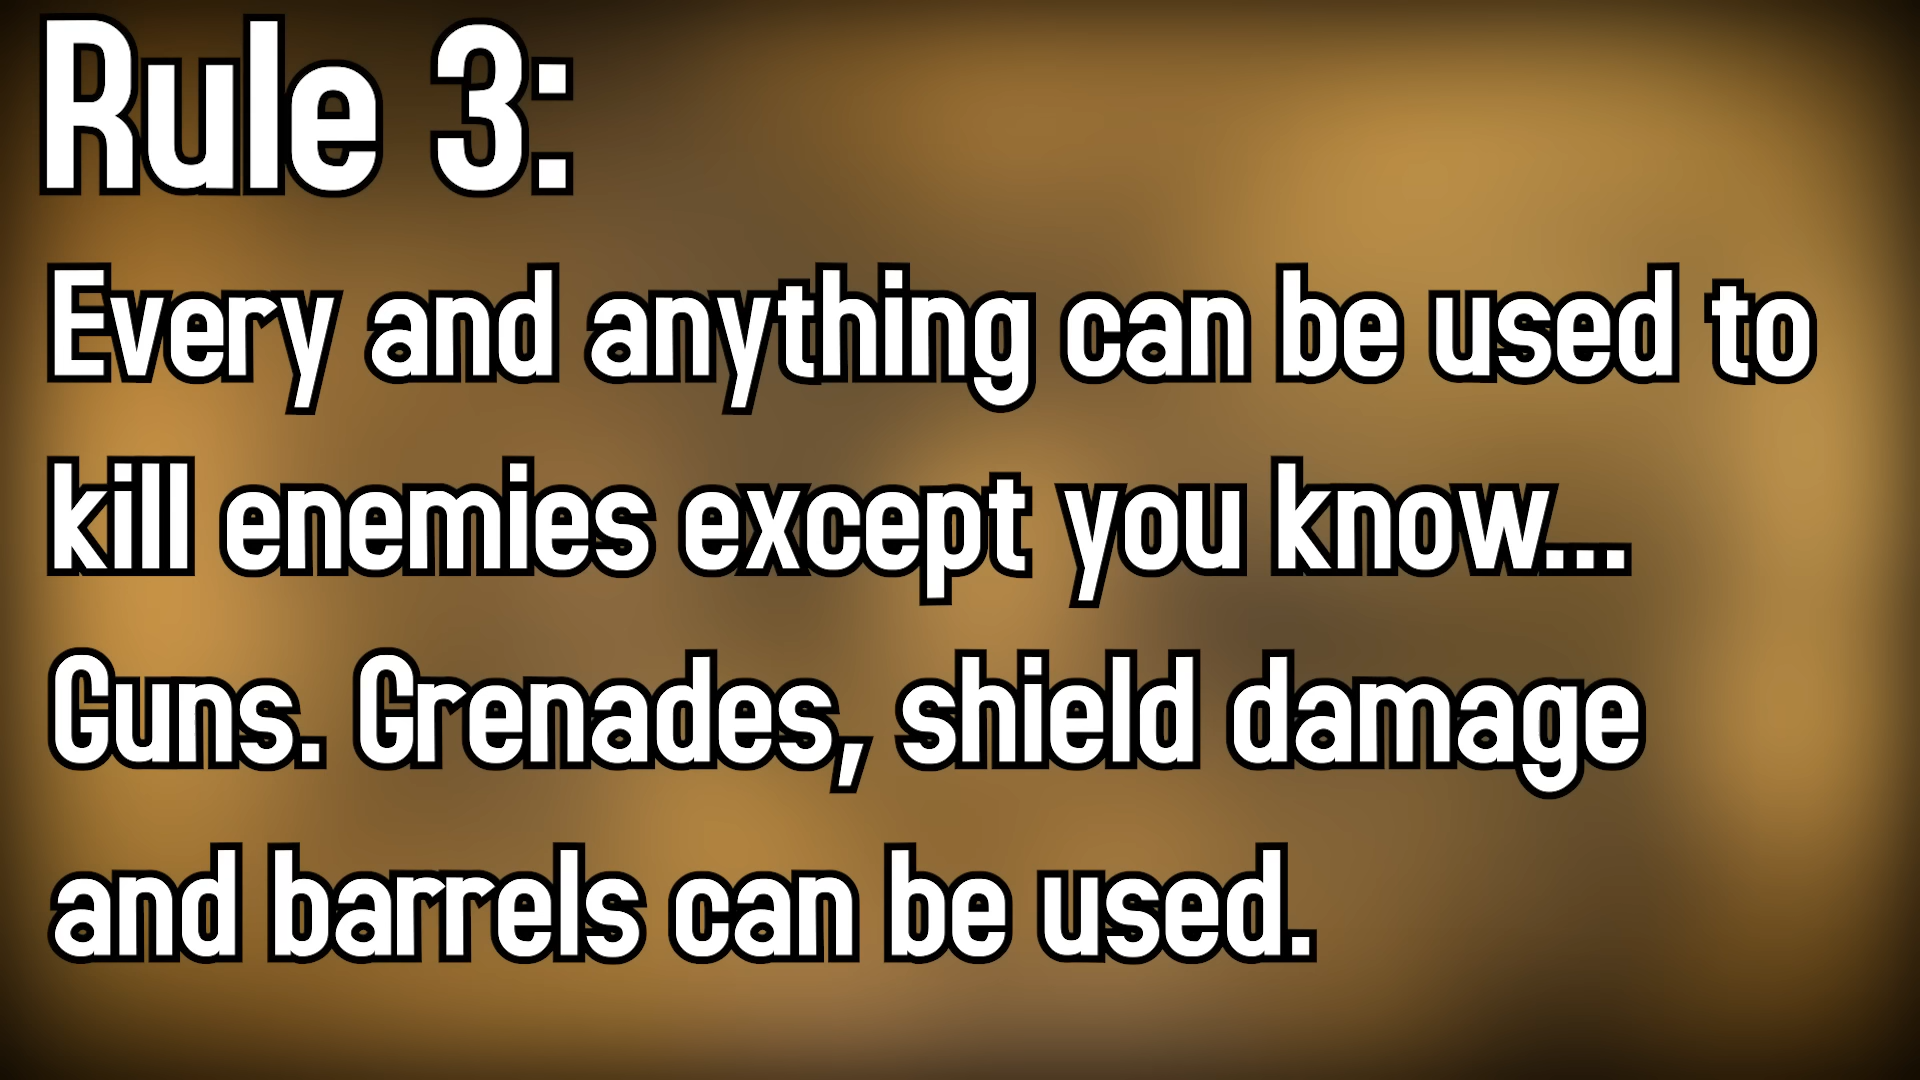 Rule 3:
Every and anything can be used to
kill enemies except you know...
Guns. Grenades, shield damage
and barrels can be used.